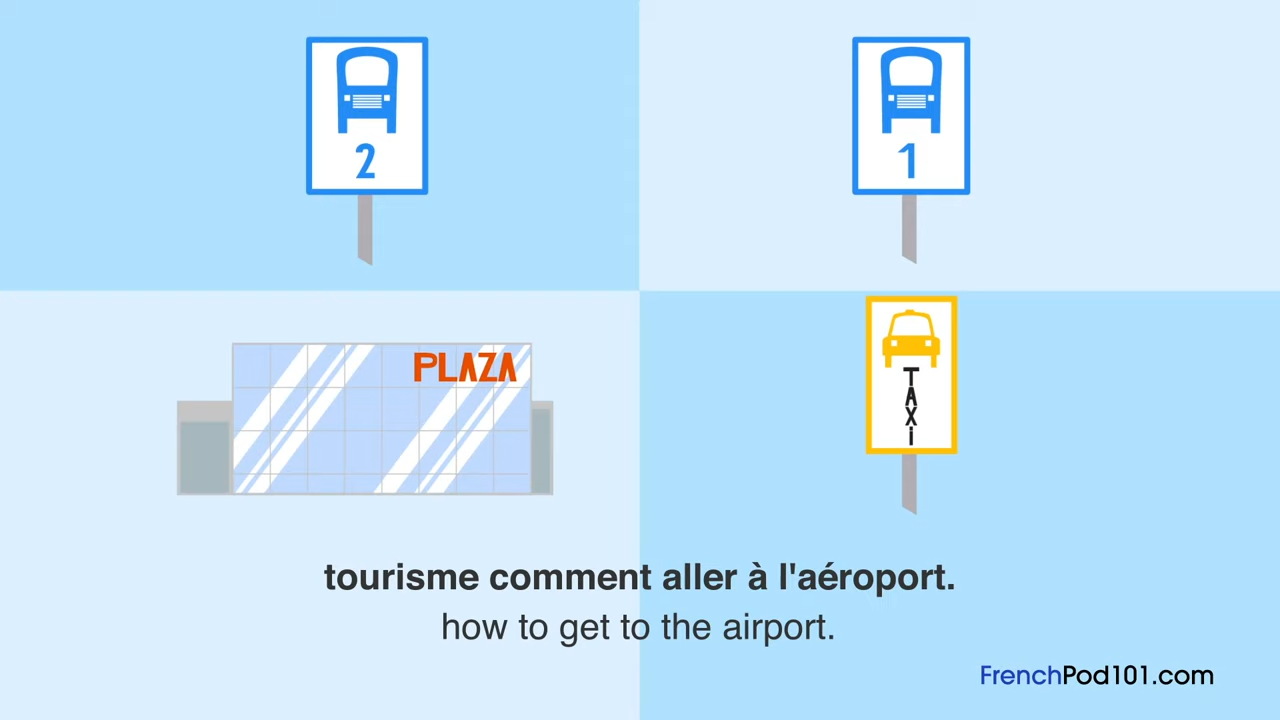 2
1
PLAZA
TAXi
tourisme comment aller à l'aéroport.
how to get to the airport.
FrenchPod101.com